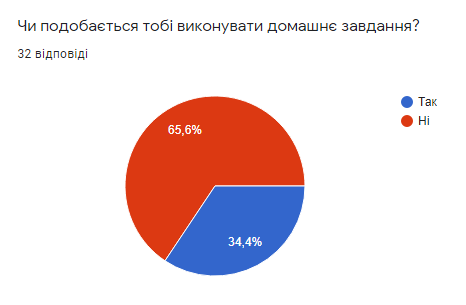 Чи подобається тобі виконувати домашнє завдання?
32 відповіді
Так
Ні
65,6%
34,4%